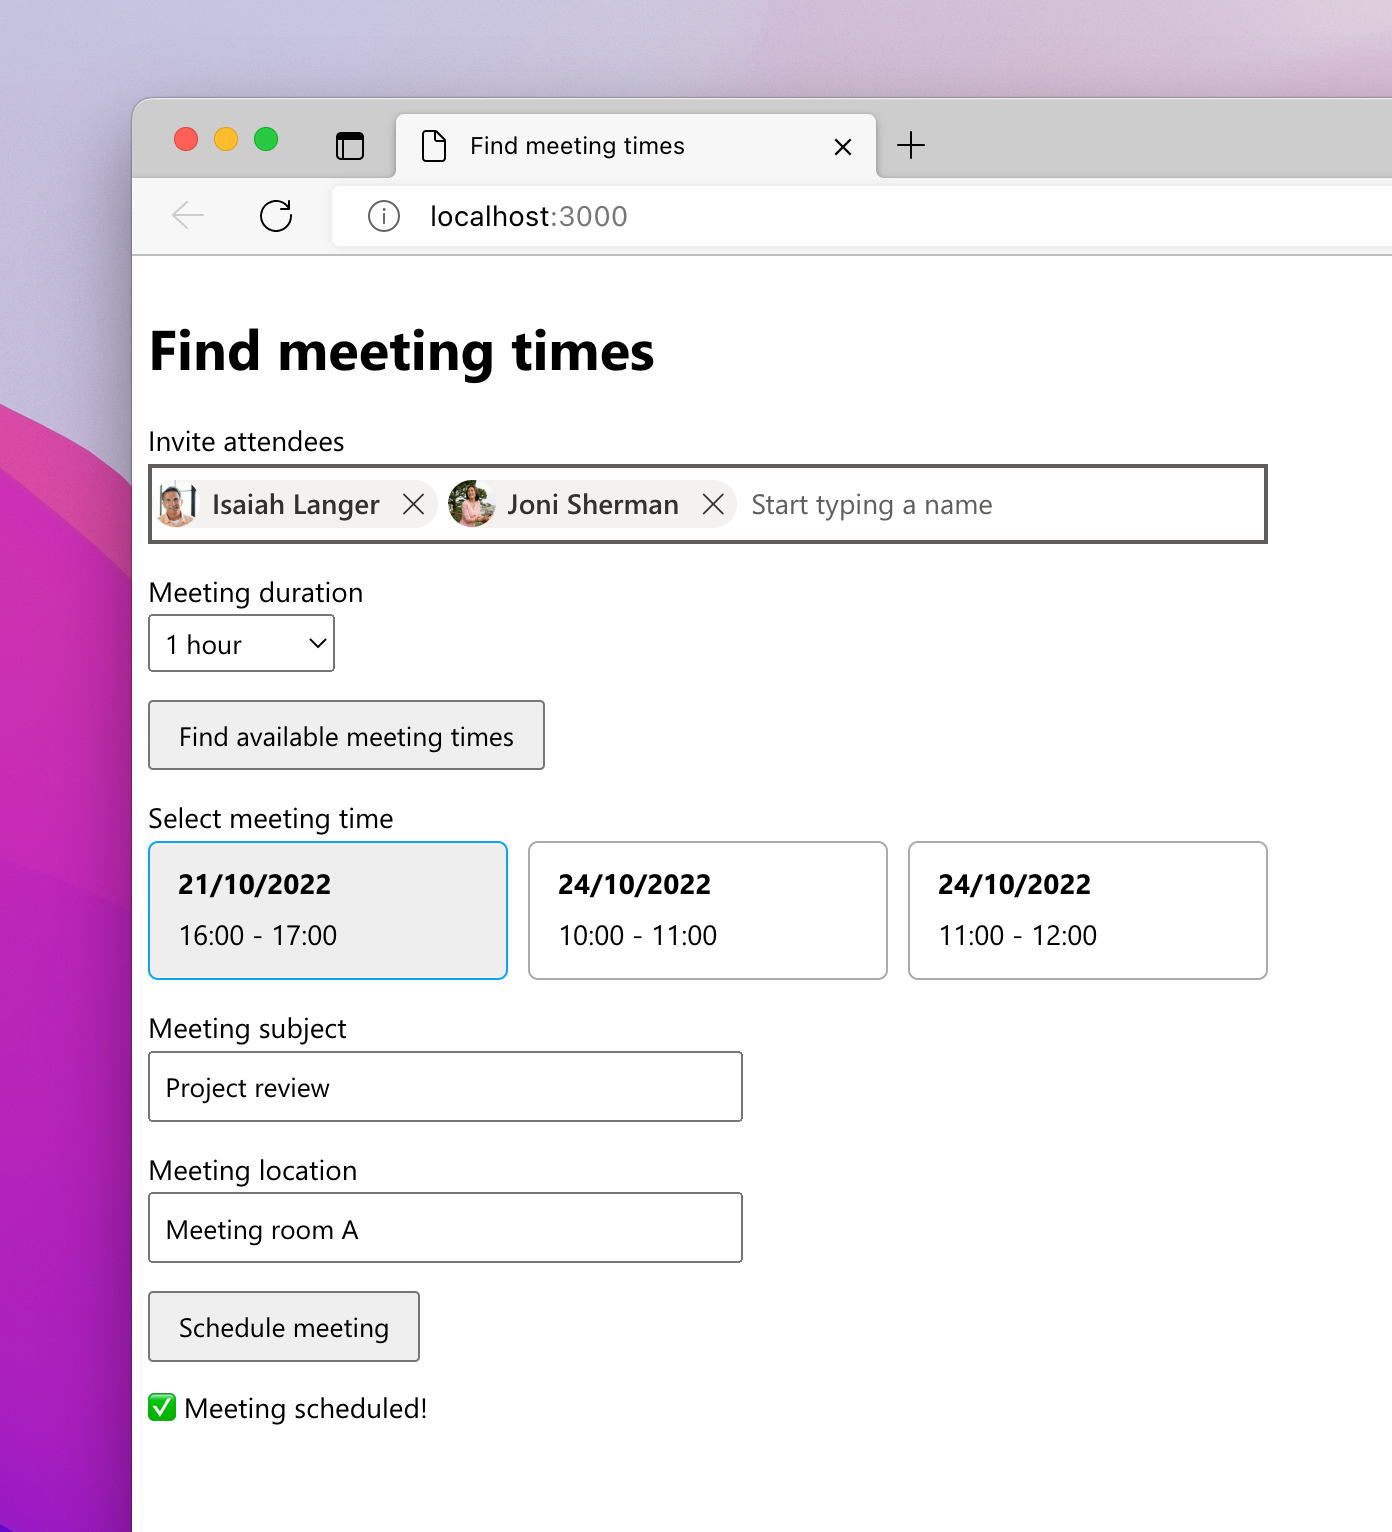 Find meeting times
localhost:3000
Find meeting times
Invite attendees
Isaiah Langer Joni Sherman Start typing a name
Meeting duration
1 hour
Find available meeting times
Select meeting time
21/10/2022 24/10/2022 24/10/2022
16:00 - 17:00 10:00 - 11:00 11:00 - 12:00
Meeting subject
Project review
Meeting location
Meeting room A
Schedule meeting
✅ Meeting scheduled!